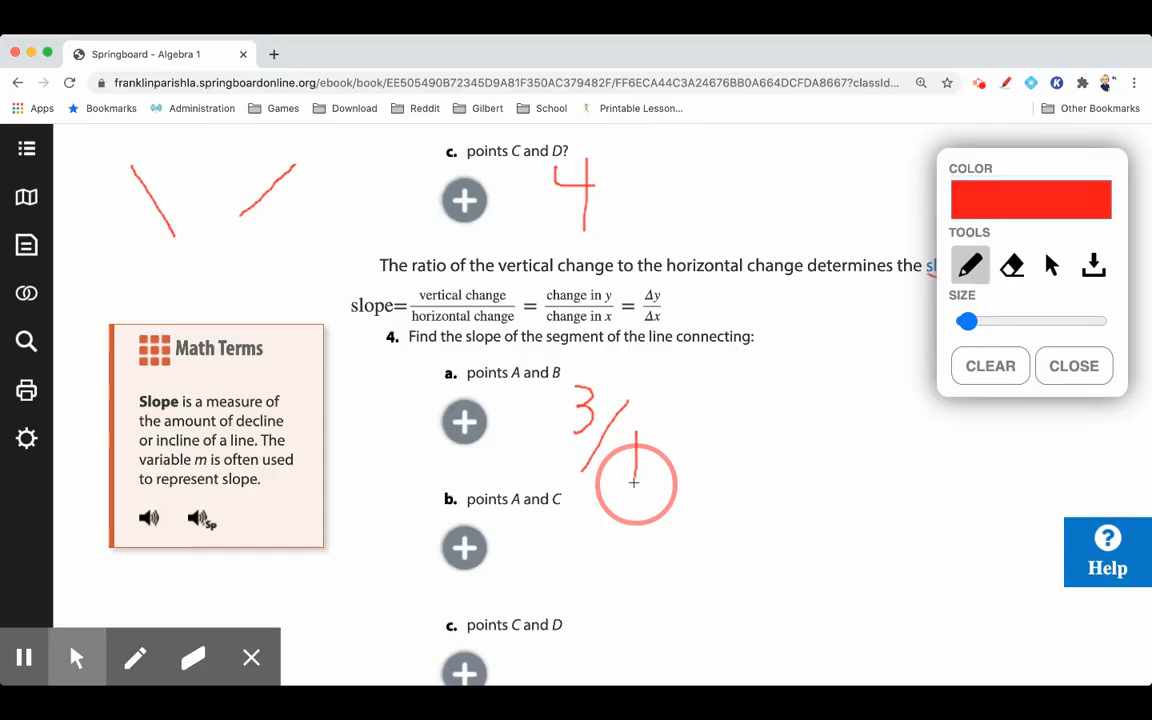 Springboard - Algebra 1
franklinparishla.springboardonline.org/ebook/book/EE505490B72345D9A81F350AC379482F/FF6ECA44C3A24676BB0A664DCFDA8667?classId...
Apps Bookmarks Administration Games Download Reddit Gilbert School Printable Lesson... Other Bookmarks
c. points C and D?
4
The ratio of the vertical change to the horizontal change determines the sl
slope= vertical change / horizontal change = change in y / change in x = Δy / Δx
4. Find the slope of the segment of the line connecting:
a. points A and B
3/1
b. points A and C
c. points C and D
Math Terms
Slope is a measure of
the amount of decline
or incline of a line. The
variable m is often used
to represent slope.
Sp
COLOR
TOOLS
SIZE
CLEAR CLOSE
?
Help